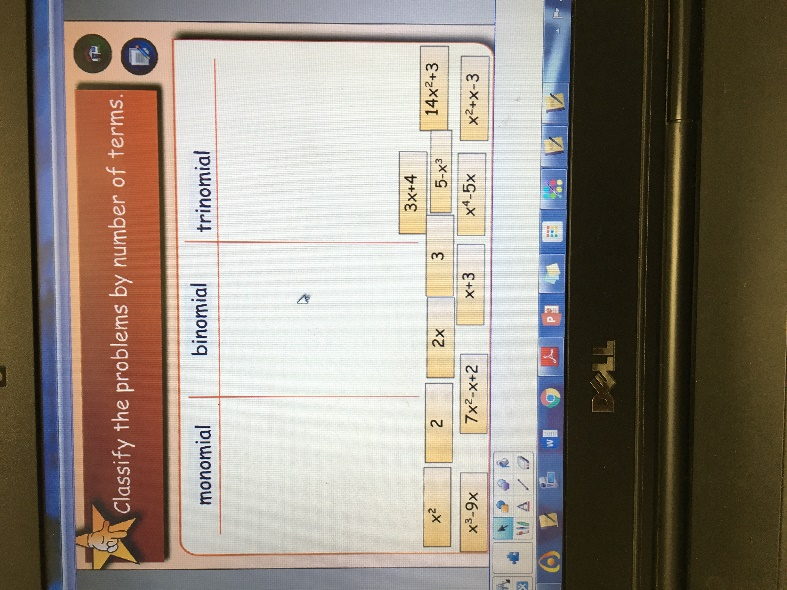 Classify the problems by number of terms.
monomial binomial trinomial
3x+4
x² 2 2x 3 5-x³ 14x²+3
x³-9x 7x²-x+2 x+3 x⁴-5x x²+x-3
DELL